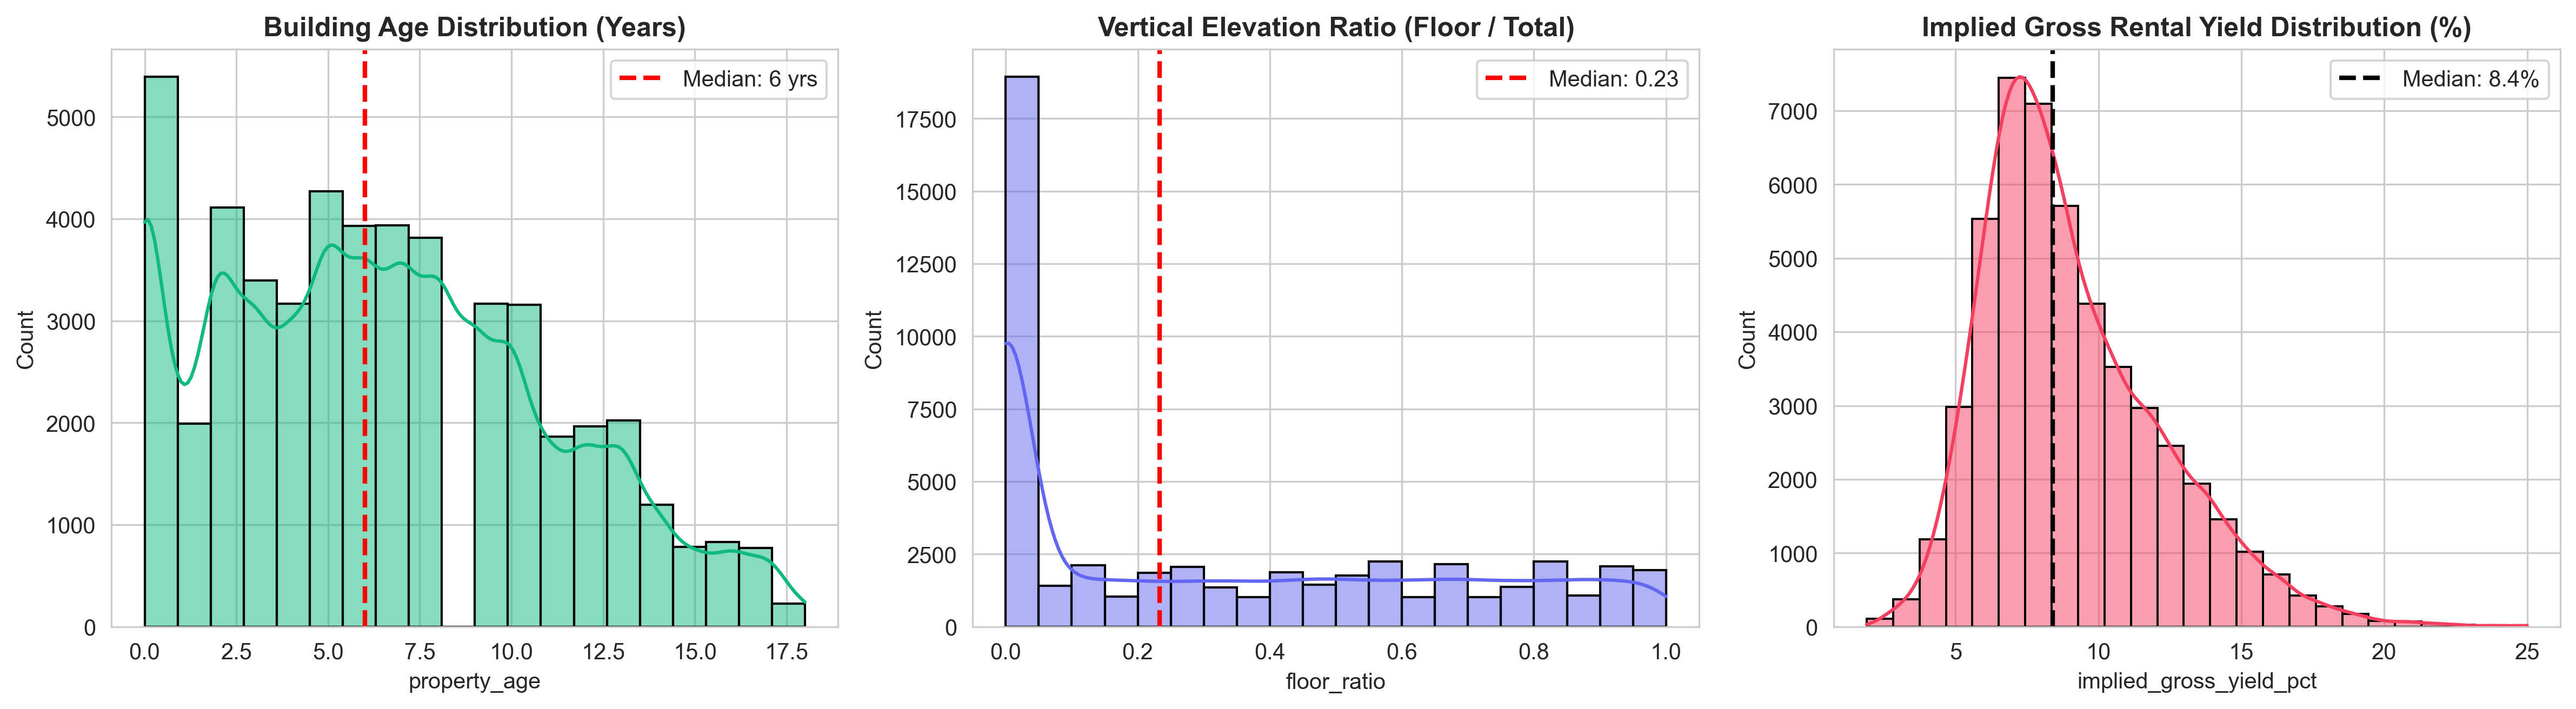 Building Age Distribution (Years)
Median: 6 yrs
Count
5000
4000
3000
2000
1000
0
0.0 2.5 5.0 7.5 10.0 12.5 15.0 17.5
property_age
Vertical Elevation Ratio (Floor / Total)
Median: 0.23
Count
17500
15000
12500
10000
7500
5000
2500
0
0.0 0.2 0.4 0.6 0.8 1.0
floor_ratio
Implied Gross Rental Yield Distribution (%)
Median: 8.4%
Count
7000
6000
5000
4000
3000
2000
1000
0
5 10 15 20 25
implied_gross_yield_pct